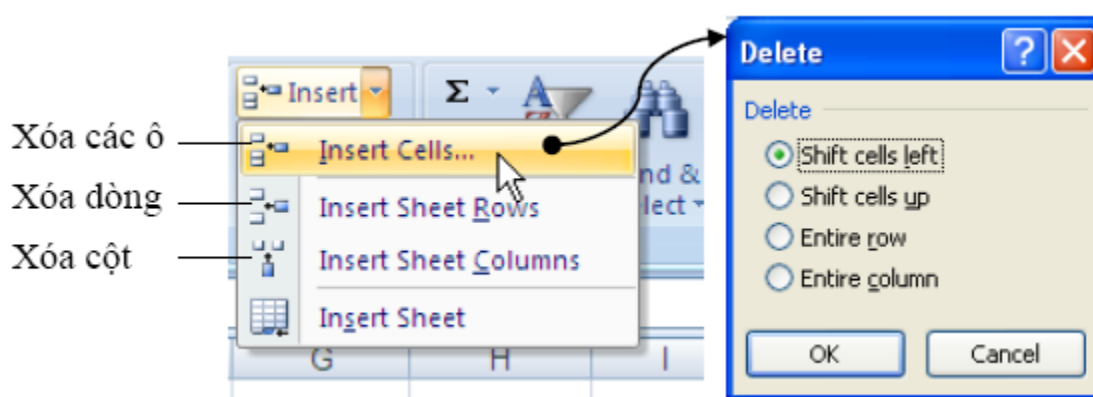 Insert
Σ
A
Xóa các ô
Insert Cells...
nd &
Xóa dòng
Insert Sheet Rows
lect
Xóa cột
Insert Sheet Columns
Insert Sheet
G H I
Delete
?
Delete
Shift cells left
Shift cells up
Entire row
Entire column
OK Cancel